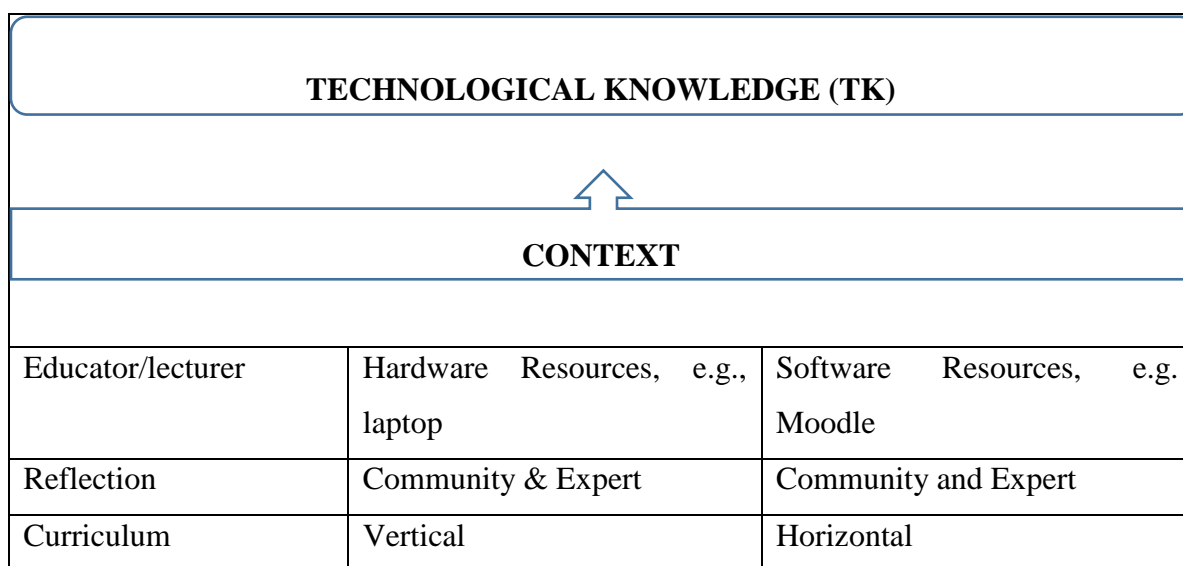 TECHNOLOGICAL KNOWLEDGE (TK)
CONTEXT
Educator/lecturer
Hardware Resources, e.g.,
laptop
Software Resources, e.g.
Moodle
Reflection
Community & Expert
Community and Expert
Curriculum
Vertical
Horizontal